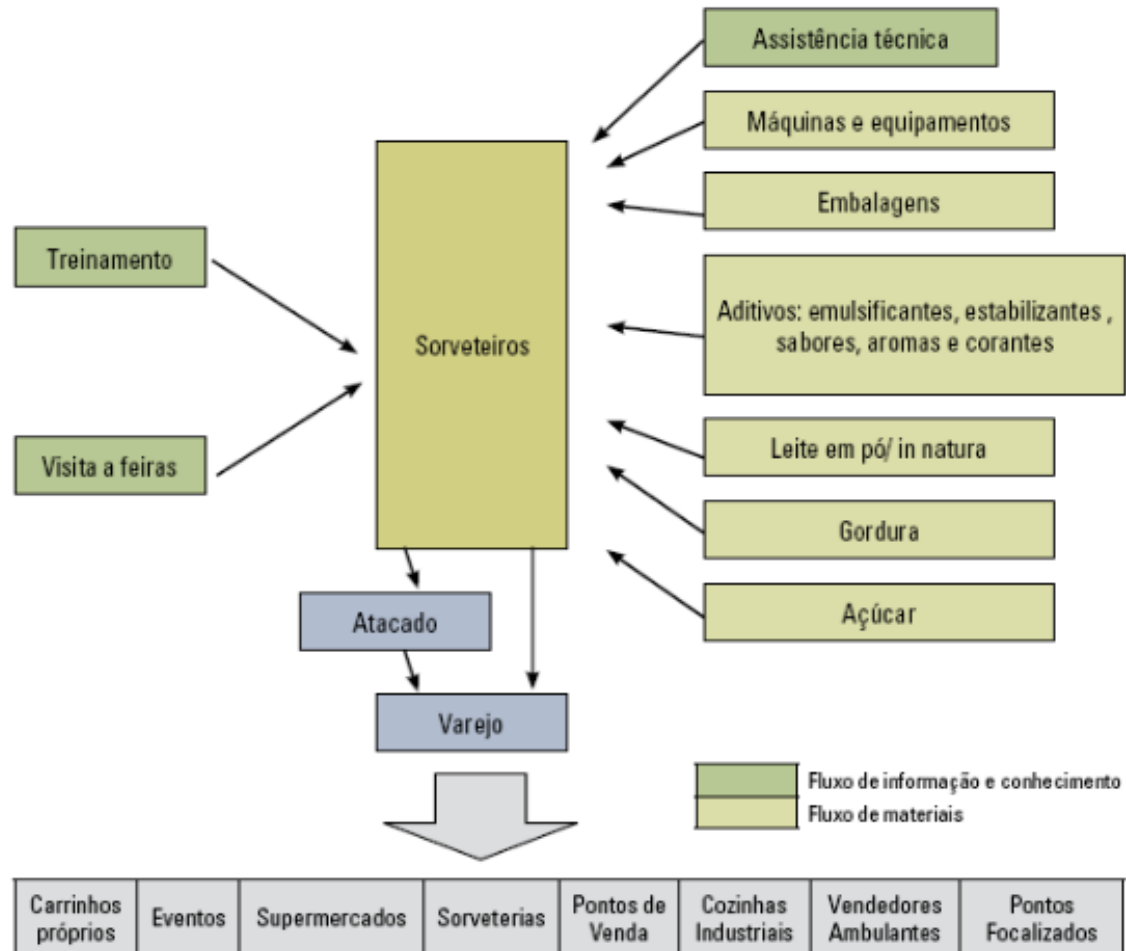 Assistência técnica
Máquinas e equipamentos
Embalagens
Treinamento
Aditivos: emulsificantes, estabilizantes ,
sabores, aromas e corantes
Sorveteiros
Visita a feiras
Leite em pó/ in natura
Gordura
Açúcar
Atacado
Varejo
Fluxo de informação e conhecimento
Fluxo de materiais
Carrinhos
próprios
Eventos
Supermercados
Sorveterias
Pontos de
Venda
Cozinhas
Industriais
Vendedores
Ambulantes
Pontos
Focalizados